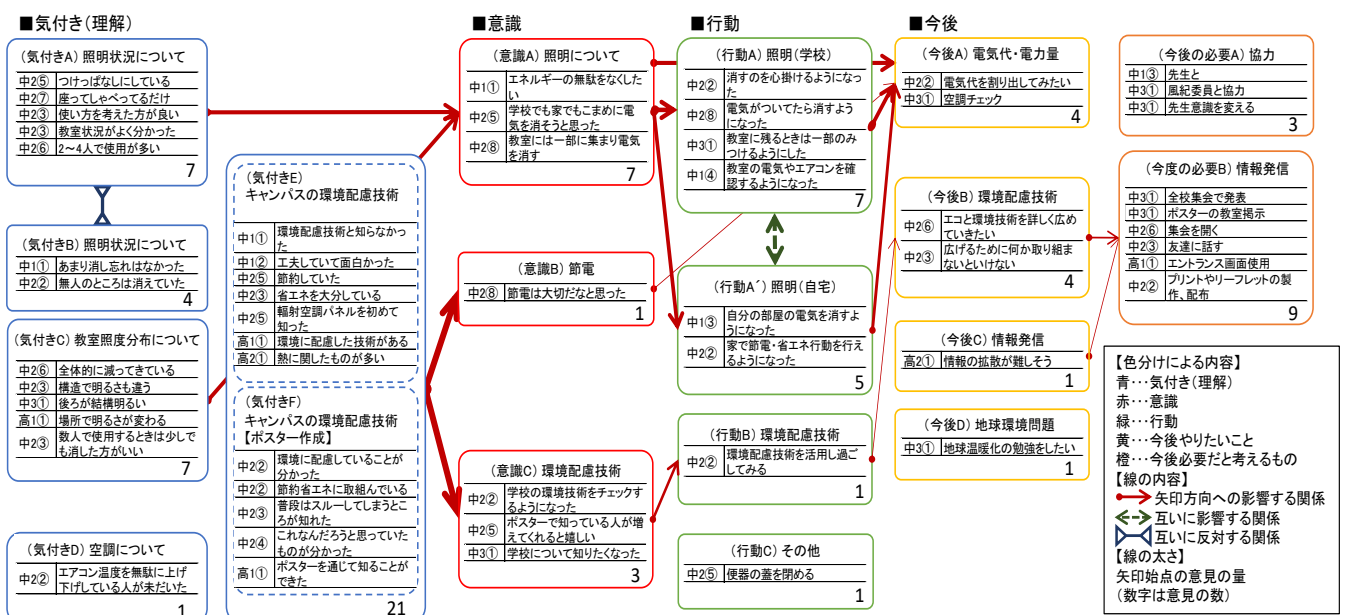 ■気付き(理解)
(気付きA) 照明状況について
中2⑤ つけっぱなしにしている
中2⑦ 座ってしゃべってるだけ
中2③ 使い方を考えた方が良い
中2③ 教室状況がよく分かった
中2⑥ 2～4人で使用が多い
7
(気付きB) 照明状況について
中1① あまり消し忘れはなかった
中2② 無人のところは消えていた
4
(気付きC) 教室照度分布について
中2⑥ 全体的に減ってきている
中2③ 構造で明るさも違う
中3① 後ろが結構明るい
高1① 場所で明るさが変わる
中2③ 数人で使用するときは少しで
も消した方がいい
7
(気付きD) 空調について
中2② エアコン温度を無駄に上げ
下げしている人が未だいた
1
(気付きE)
キャンパスの環境配慮技術
中1① 環境配慮技術と知らなかっ
た
中1② 工夫していて面白かった
中2⑤ 節約していた
中2③ 省エネを大分している
中2⑤ 輻射空調パネルを初めて
知った
高1① 環境に配慮した技術がある
高2① 熱に関したものが多い
(気付きF)
キャンパスの環境配慮技術
【ポスター作成】
中2② 環境に配慮していることが
分かった
中2② 節約省エネに取組んでいる
中2③ 普段はスルーしてしまうとこ
ろが知れた
中2④ これなんだろうと思っていた
ものが分かった
高1① ポスターを通じて知ることが
できた
21
■意識
(意識A) 照明について
中1① エネルギーの無駄をなくした
い
中2⑤ 学校でも家でもこまめに電
気を消そうと思った
中2⑧ 教室には一部に集まり電気
を消す
7
(意識B) 節電
中2⑧ 節電は大切だなと思った
1
(意識C) 環境配慮技術
中2② 学校の環境技術をチェックす
るようになった
中2⑤ ポスターで知っている人が増
えてくれると嬉しい
中3① 学校について知りたくなった
3
■行動
(行動A) 照明(学校)
中2② 消すのを心掛けるようになっ
た
中2⑧ 電気がついてたら消すよう
になった
中3① 教室に残るときは一部のみ
つけるようにした
中1④ 教室の電気やエアコンを確
認するようになった
7
(行動A´) 照明(自宅)
中1③ 自分の部屋の電気を消すよ
うになった
中2② 家で節電・省エネ行動を行え
るようになった
5
(行動B) 環境配慮技術
中2② 環境配慮技術を活用し過ご
してみる
1
(行動C) その他
中2⑤ 便器の蓋を閉める
1
■今後
(今後A) 電気代・電力量
中2② 電気代を割り出してみたい
中3① 空調チェック
4
(今後B) 環境配慮技術
中2⑥ エコと環境技術を詳しく広め
ていきたい
中2③ 広げるために何か取り組ま
ないといけない
4
(今後C) 情報発信
高2① 情報の拡散が難しそう
1
(今後D) 地球環境問題
中3① 地球温暖化の勉強をしたい
1
(今後の必要A) 協力
中1③ 先生と
中3① 風紀委員と協力
中3① 先生意識を変える
3
(今度の必要B) 情報発信
中3① 全校集会で発表
中3① ポスターの教室掲示
中2⑥ 集会を開く
中2③ 友達に話す
高1① エントランス画面使用
中2② プリントやリーフレットの製
作、配布
9
【色分けによる内容】
青･･･気付き(理解)
赤･･･意識
緑･･･行動
黄･･･今後やりたいこと
橙･･･今後必要だと考えるもの
【線の内容】
矢印方向への影響する関係
互いに影響する関係
互いに反対する関係
【線の太さ】
矢印始点の意見の量
(数字は意見の数)